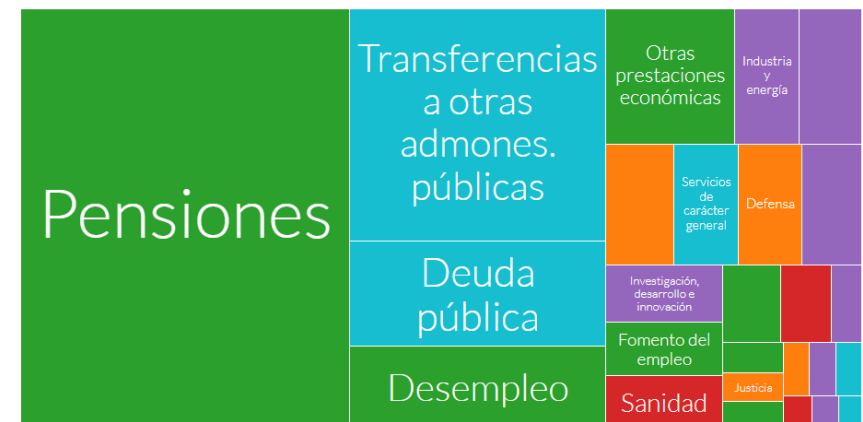 Pensiones
Transferencias
a otras
admones.
públicas
Deuda
pública
Desempleo
Otras
prestaciones
económicas
Industria
y
energía
Servicios
de
carácter
general
Defensa
Investigación,
desarrollo e
innovación
Fomento del
empleo
Sanidad
Justicia